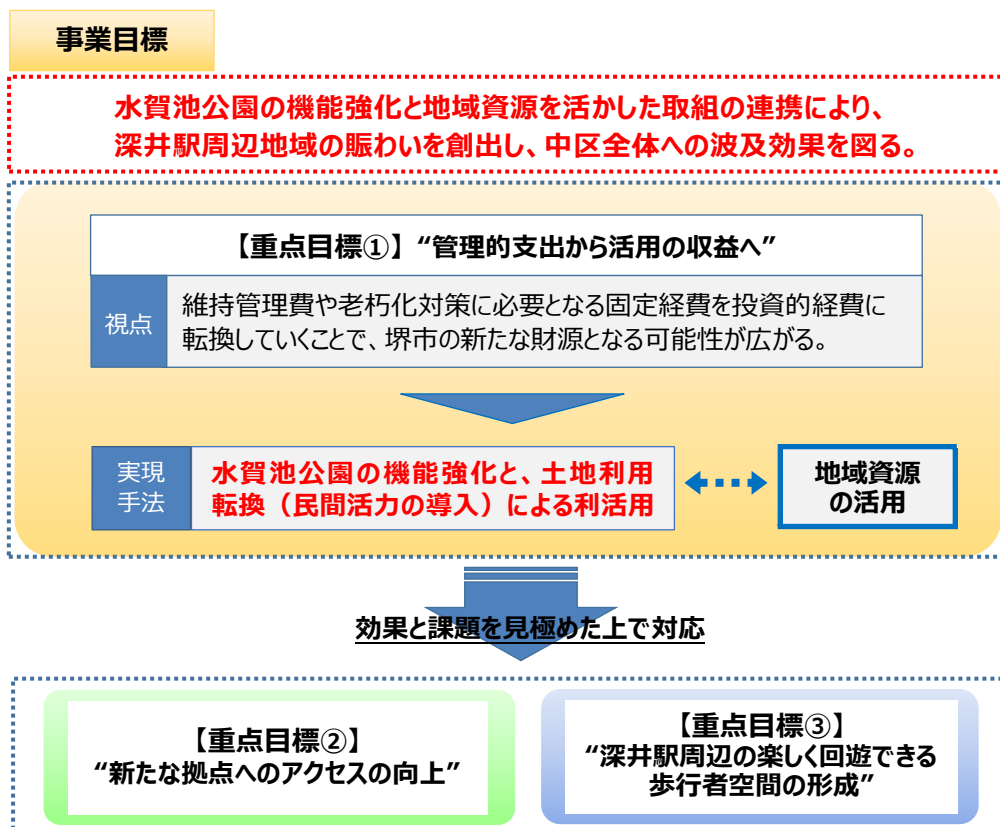 事業目標
水賀池公園の機能強化と地域資源を活かした取組の連携により、
深井駅周辺地域の賑わいを創出し、中区全体への波及効果を図る。
【重点目標①】“管理的支出から活用の収益へ”
視点
維持管理費や老朽化対策に必要となる固定経費を投資的経費に
転換していくことで、堺市の新たな財源となる可能性が広がる。
実現
手法
水賀池公園の機能強化と、土地利用
転換（民間活力の導入）による利活用
地域資源
の活用
効果と課題を見極めた上で対応
【重点目標②】
“新たな拠点へのアクセスの向上”
【重点目標③】
“深井駅周辺の楽しく回遊できる
歩行者空間の形成”